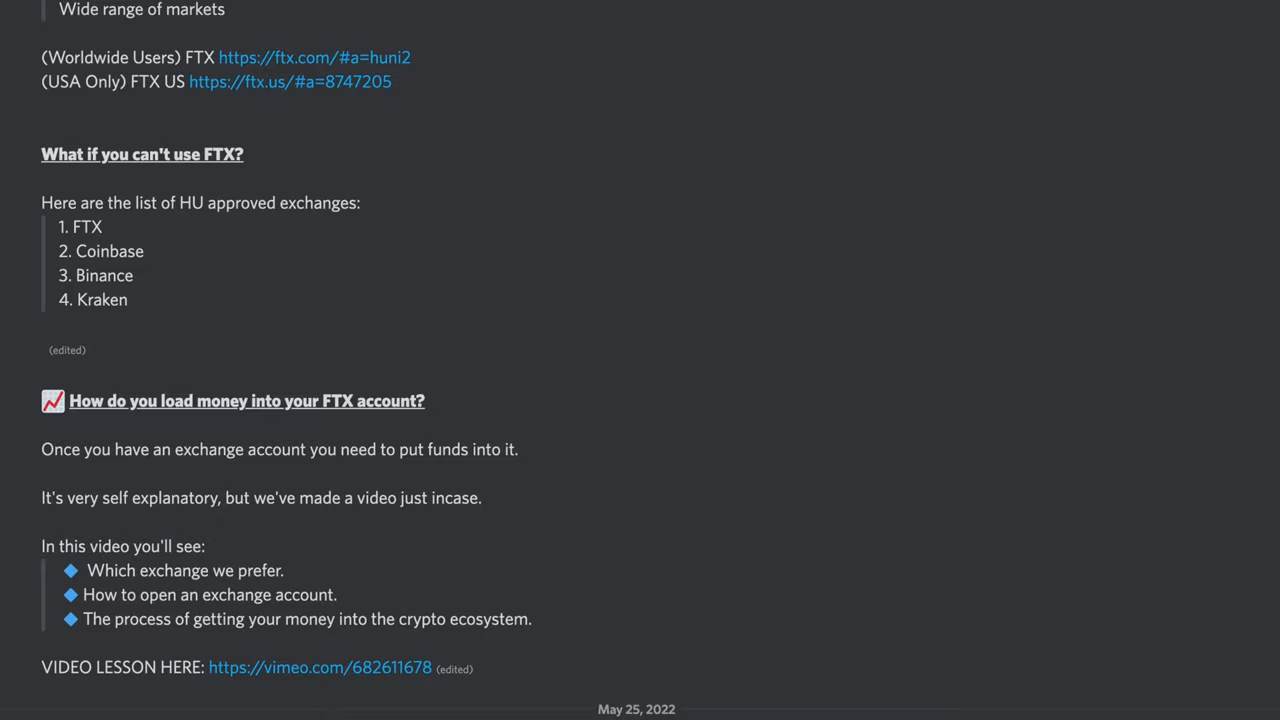 Wide range of markets
(Worldwide Users) FTX https://ftx.com/#a=huni2
(USA Only) FTX US https://ftx.us/#a=8747205
What if you can't use FTX?
Here are the list of HU approved exchanges:
1. FTX
2. Coinbase
3. Binance
4. Kraken
(edited)
How do you load money into your FTX account?
Once you have an exchange account you need to put funds into it.
It's very self explanatory, but we've made a video just incase.
In this video you'll see:
Which exchange we prefer.
How to open an exchange account.
The process of getting your money into the crypto ecosystem.
VIDEO LESSON HERE: https://vimeo.com/682611678 (edited)
May 25, 2022